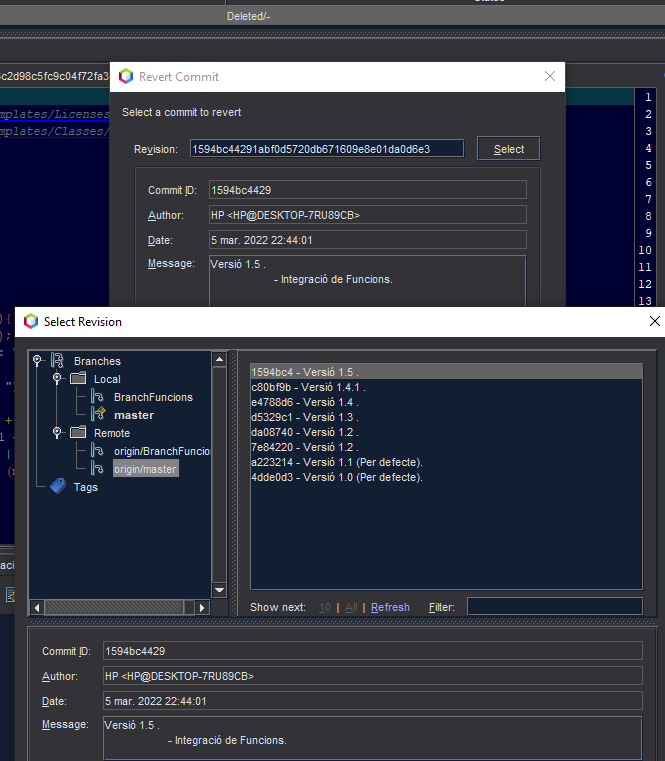 Deleted/-
c2d98c5fc9c04f72fa3
Revert Commit
mplates/Licenses
mplates/Classes/
Select a commit to revert
Revision: 1594bc44291abf0d5720db671609e8e01da0d6e3 Select
Commit ID: 1594bc4429
Author: HP <HP@DESKTOP-7RU89CB>
Date: 5 mar. 2022 22:44:01
Message: Versió 1.5 .
- Integració de Funcions.
1
2
3
4
5
6
7
8
9
10
11
12
13
Select Revision
Branches
Local
BranchFuncions
master
Remote
origin/BranchFuncio
origin/master
Tags
1594bc4 - Versió 1.5 .
c80bf9b - Versió 1.4.1 .
e4788d6 - Versió 1.4 .
d5329c1 - Versió 1.3 .
da08740 - Versió 1.2 .
7e84220 - Versió 1.2 .
a223214 - Versió 1.1 (Per defecte).
4dde0d3 - Versió 1.0 (Per defecte).
Show next: 10 | All | Refresh Filter:
Commit ID: 1594bc4429
Author: HP <HP@DESKTOP-7RU89CB>
Date: 5 mar. 2022 22:44:01
Message: Versió 1.5 .
- Integració de Funcions.